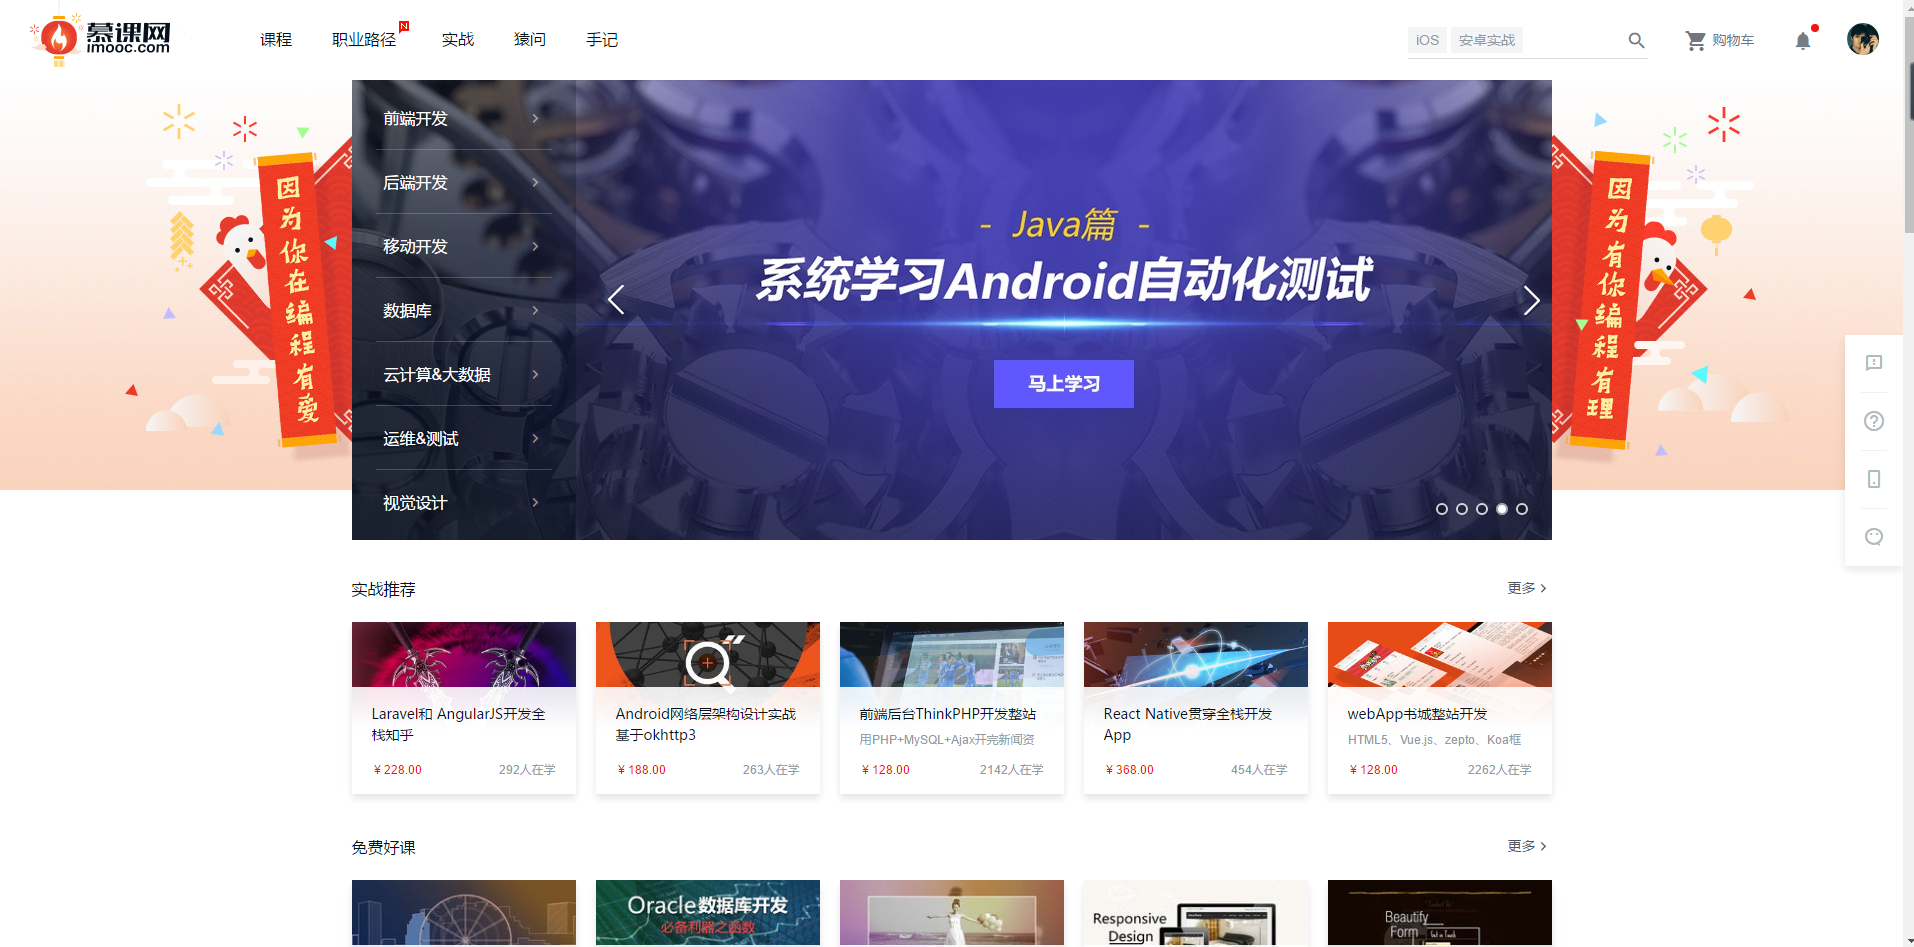 慕课网
imooc.com
课程
职业路径
N
实战
猿问
手记
iOS
安卓实战
购物车
因为你在编程有爱
前端开发
后端开发
移动开发
数据库
云计算&大数据
运维&测试
视觉设计
- Java篇 -
系统学习Android自动化测试
马上学习
因为有你编程有理
实战推荐
更多
Laravel和 AngularJS开发全
栈知乎
¥ 228.00
292人在学
Android网络层架构设计实战
基于okhttp3
¥ 188.00
263人在学
前端后台ThinkPHP开发整站
用PHP+MySQL+Ajax开完新闻资
¥ 128.00
2142人在学
React Native贯穿全栈开发
App
¥ 368.00
454人在学
webApp书城整站开发
HTML5、Vue.js、zepto、Koa框
¥ 128.00
2262人在学
免费好课
更多
Oracle数据库开发
必备利器之函数
Responsive
Design
Beautify
Form